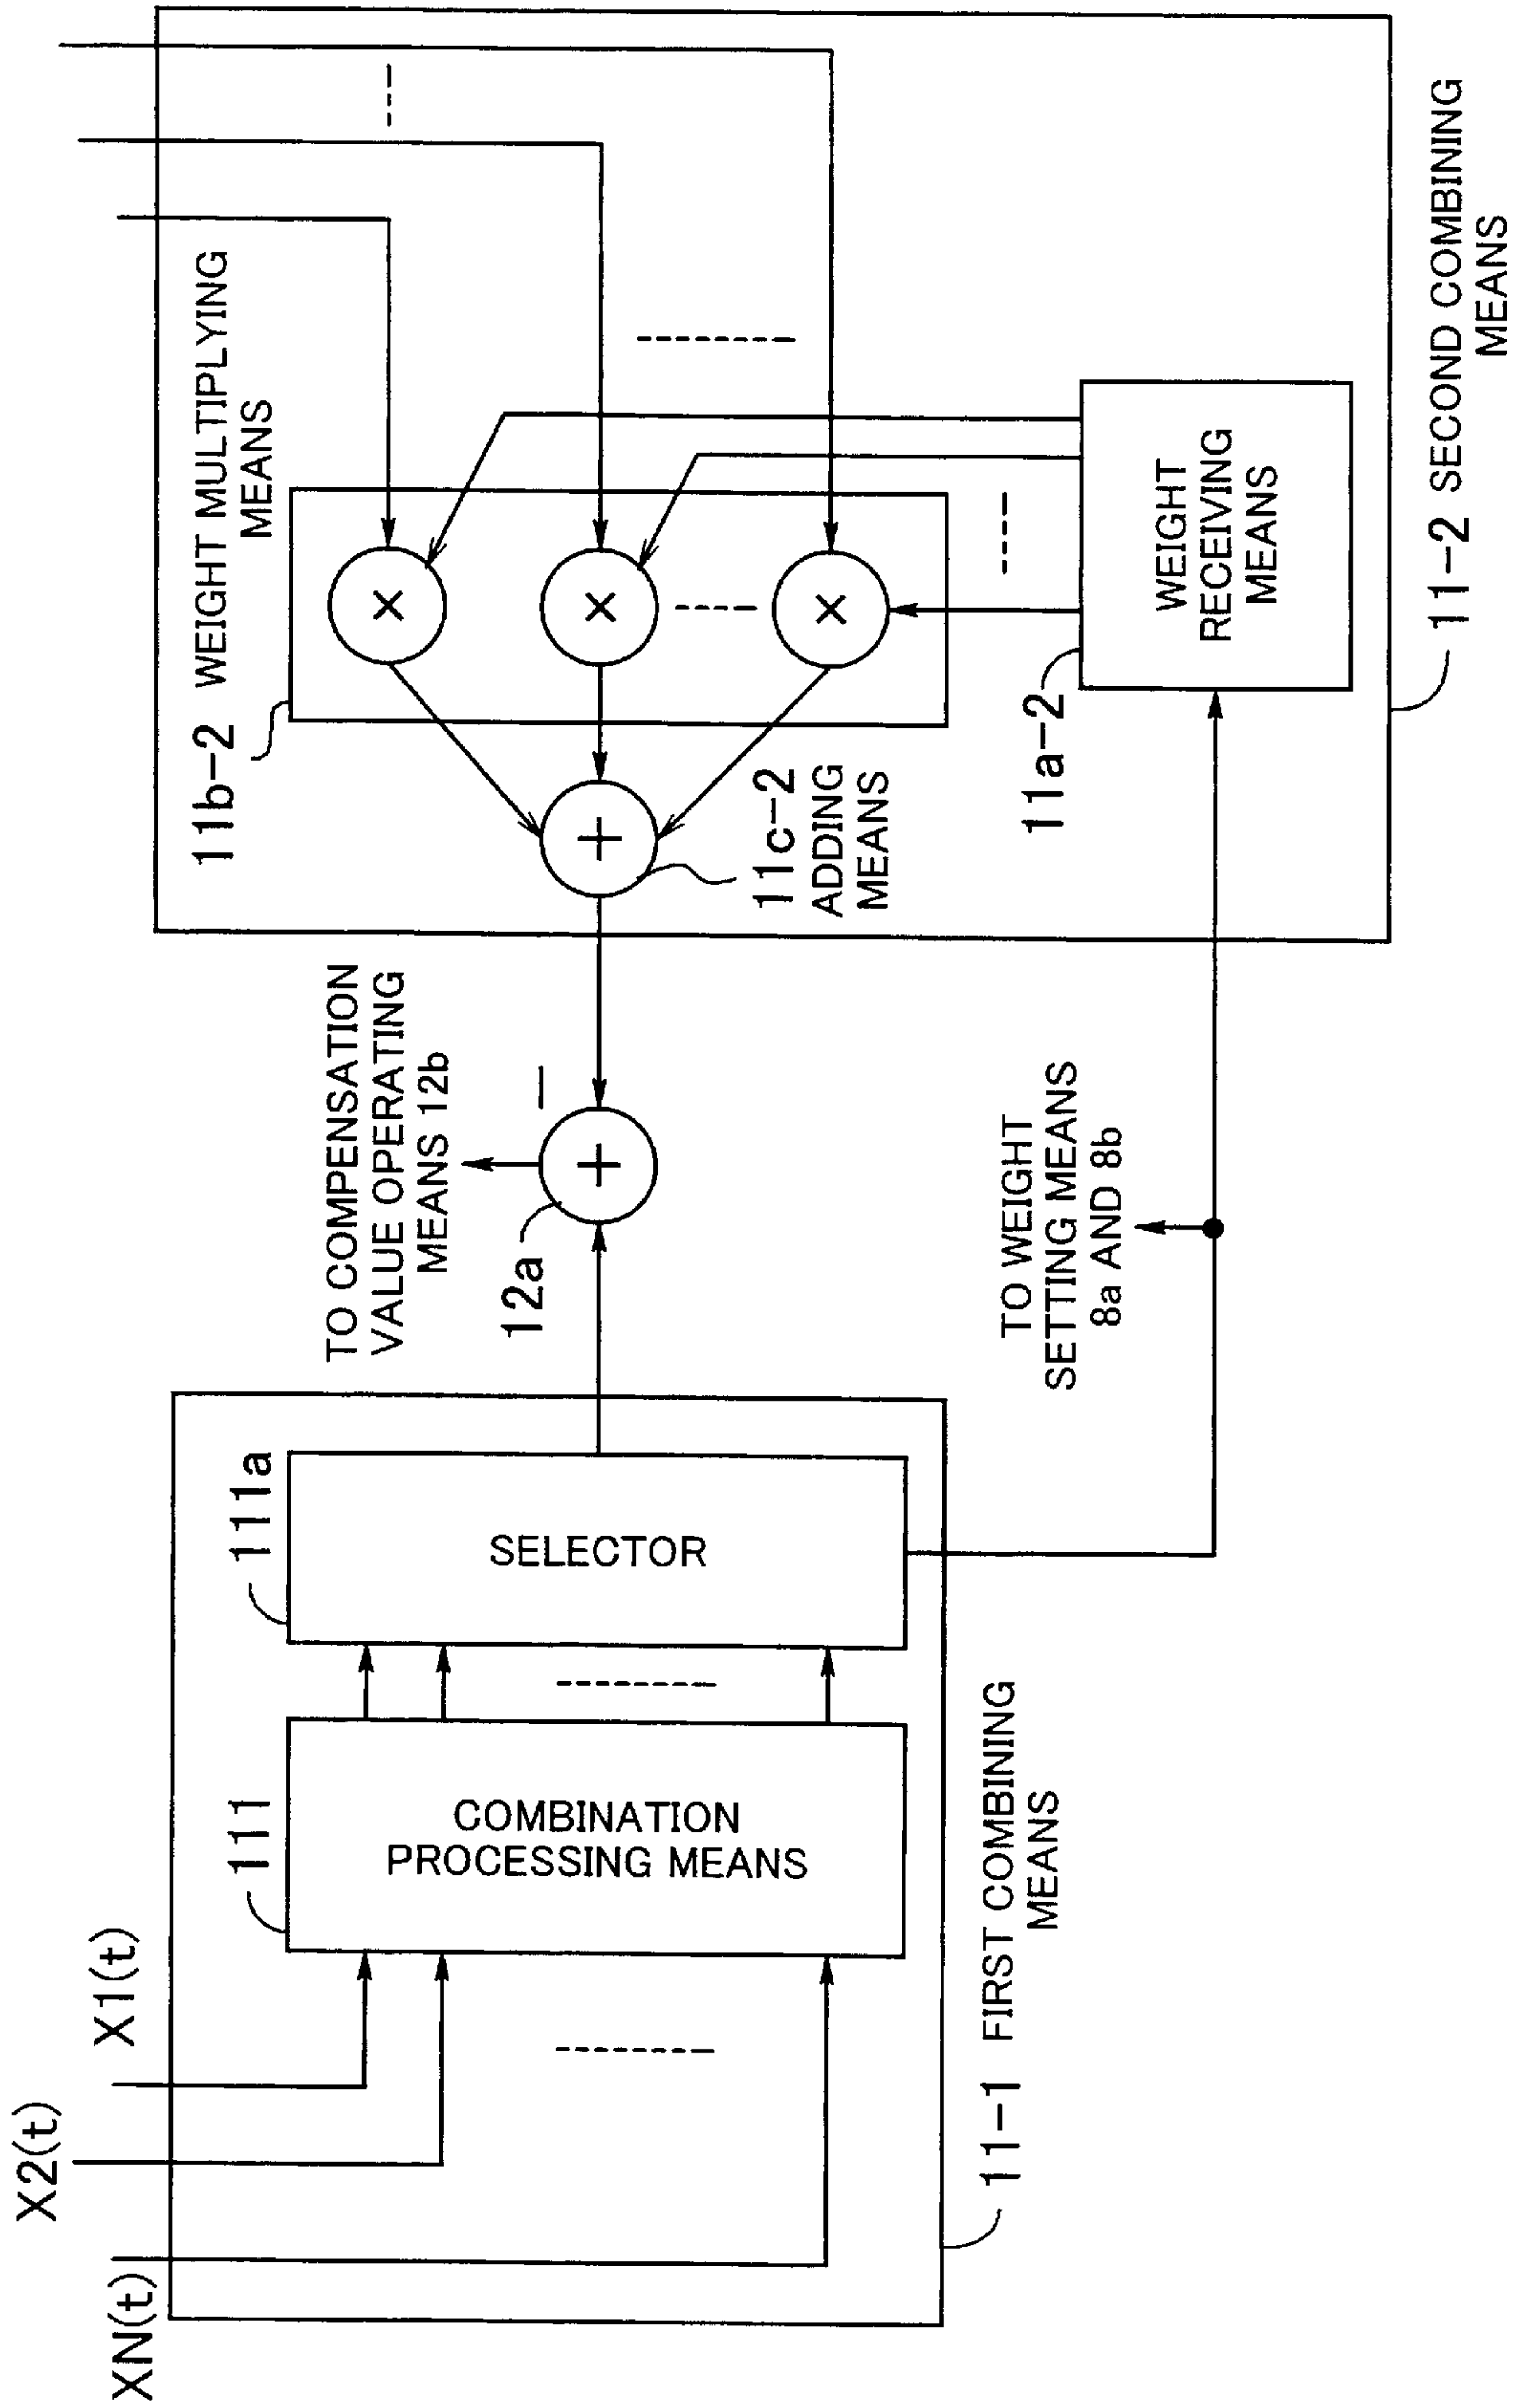 XN(t)
X2(t)
X1(t)
111
COMBINATION
PROCESSING MEANS
111a
SELECTOR
11-1 FIRST COMBINING
MEANS
TO COMPENSATION
VALUE OPERATING
MEANS 12b
12a
+
−
TO WEIGHT
SETTING MEANS
8a AND 8b
11b-2 WEIGHT MULTIPLYING
MEANS
×
×
×
+
11c-2
ADDING
MEANS
11a-2
WEIGHT
RECEIVING
MEANS
11-2 SECOND COMBINING
MEANS